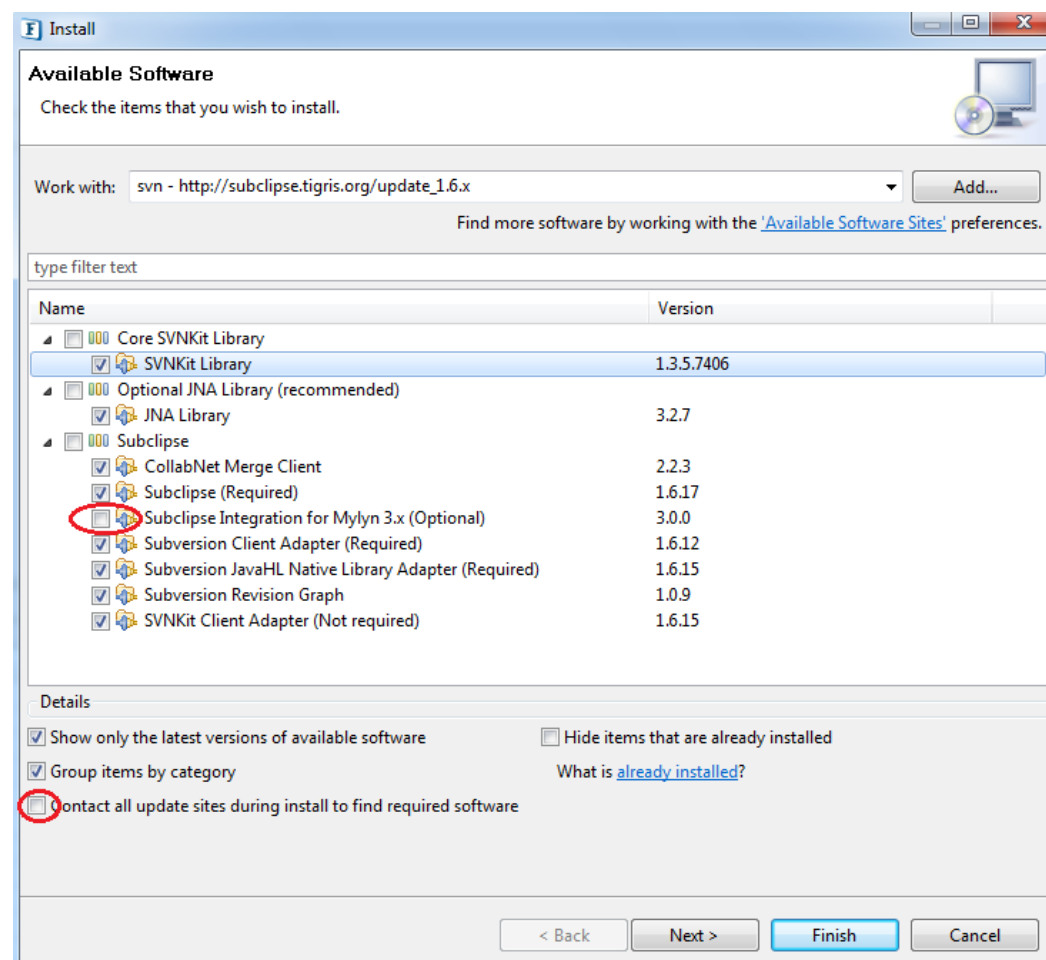 Install
Available Software
Check the items that you wish to install.
Work with: svn - http://subclipse.tigris.org/update_1.6.x Add...
Find more software by working with the 'Available Software Sites' preferences.
type filter text
Name Version
Core SVNKit Library
SVNKit Library 1.3.5.7406
Optional JNA Library (recommended)
JNA Library 3.2.7
Subclipse
CollabNet Merge Client 2.2.3
Subclipse (Required) 1.6.17
Subclipse Integration for Mylyn 3.x (Optional) 3.0.0
Subversion Client Adapter (Required) 1.6.12
Subversion JavaHL Native Library Adapter (Required) 1.6.15
Subversion Revision Graph 1.0.9
SVNKit Client Adapter (Not required) 1.6.15
Details
Show only the latest versions of available software Hide items that are already installed
Group items by category What is already installed?
Contact all update sites during install to find required software
< Back Next > Finish Cancel